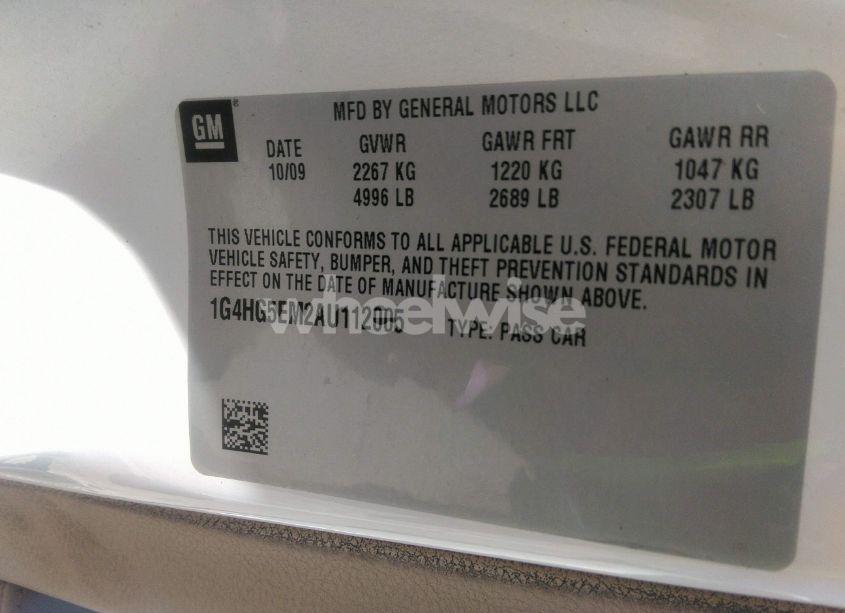 GM
MFD BY GENERAL MOTORS LLC
DATE GVWR GAWR FRT GAWR RR
10/09 2267 KG 1220 KG 1047 KG
4996 LB 2689 LB 2307 LB
THIS VEHICLE CONFORMS TO ALL APPLICABLE U.S. FEDERAL MOTOR
VEHICLE SAFETY, BUMPER, AND THEFT PREVENTION STANDARDS IN
EFFECT ON THE DATE OF MANUFACTURE SHOWN ABOVE.
1G4HG5EM2AU112005 TYPE: PASS CAR
wheelwise